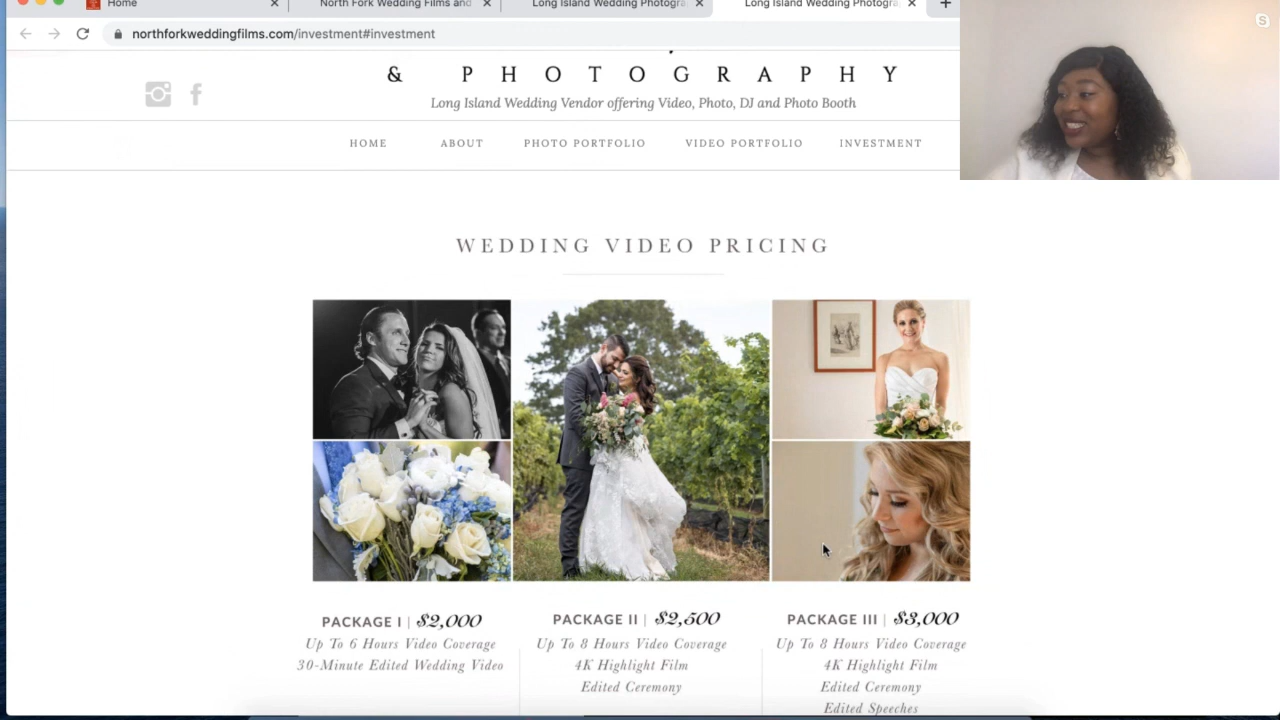 Home
North Fork Wedding Films and
Long Island Wedding Photogra
Long Island Wedding Photogra
northforkweddingfilms.com/investment#investment
& PHOTOGRAPHY
Long Island Wedding Vendor offering Video, Photo, DJ and Photo Booth
HOME ABOUT PHOTO PORTFOLIO VIDEO PORTFOLIO INVESTMENT
WEDDING VIDEO PRICING
PACKAGE I | $2,000
Up To 6 Hours Video Coverage
30-Minute Edited Wedding Video
PACKAGE II | $2,500
Up To 8 Hours Video Coverage
4K Highlight Film
Edited Ceremony
PACKAGE III | $3,000
Up To 8 Hours Video Coverage
4K Highlight Film
Edited Ceremony
Edited Speeches